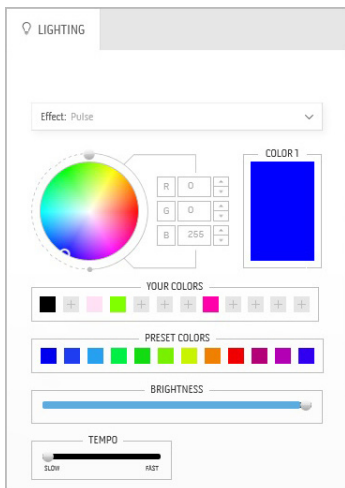 LIGHTING
Effect: Pulse
COLOR 1
R 0
G 0
B 255
YOUR COLORS
PRESET COLORS
BRIGHTNESS
TEMPO
SLOW FAST